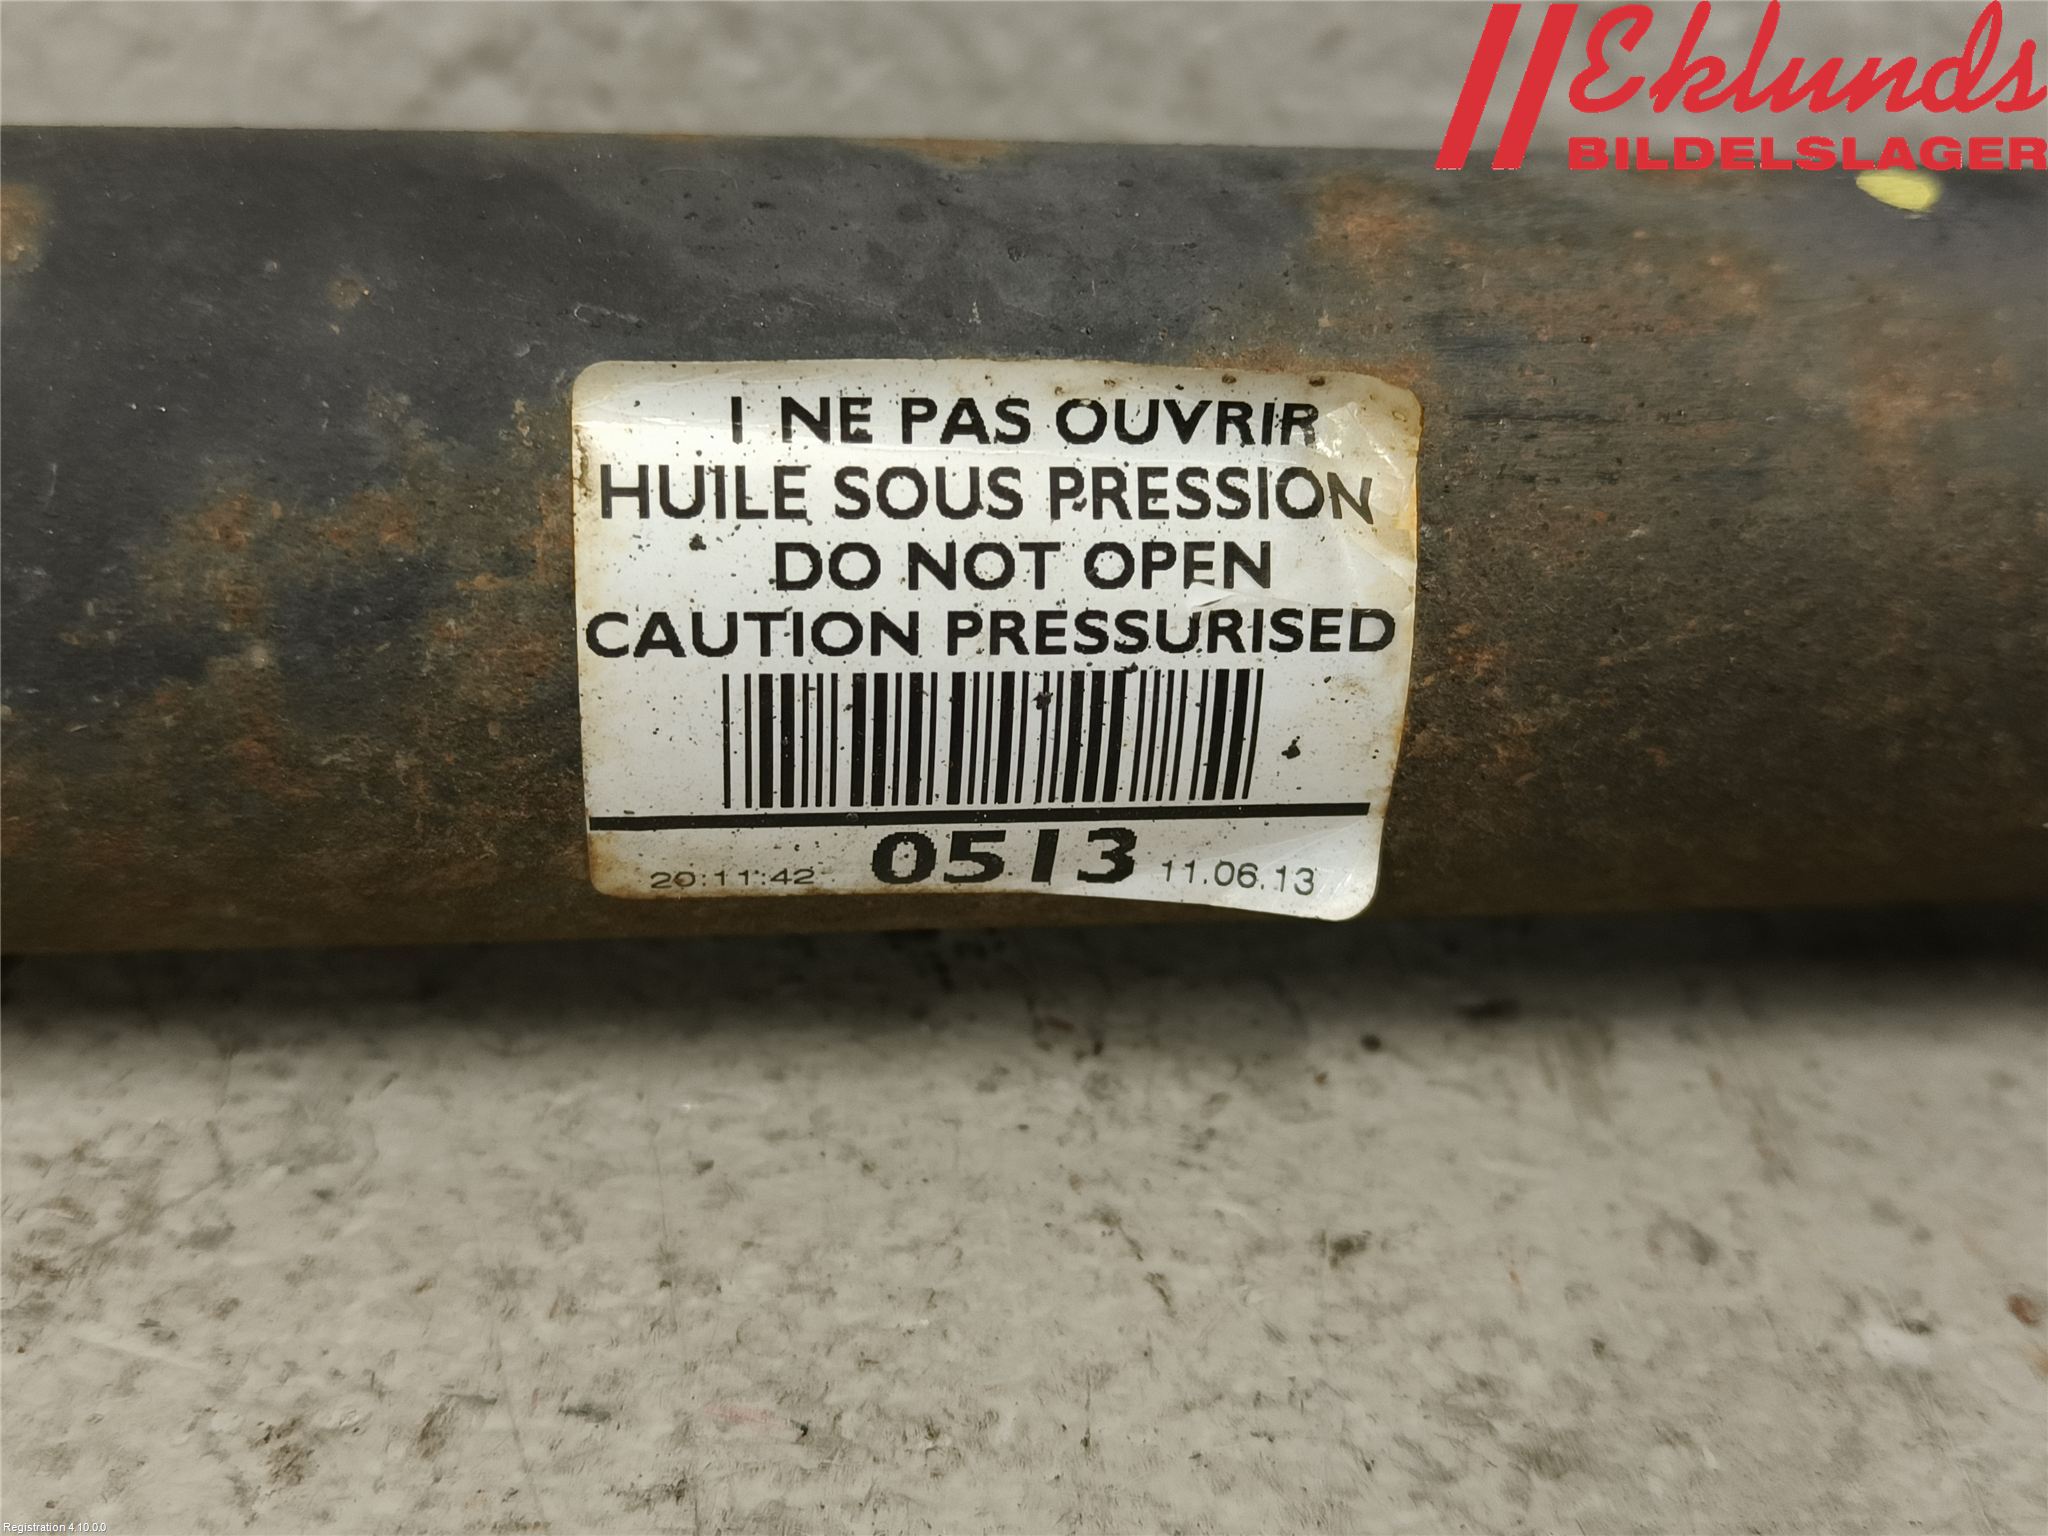 Eklunds
BILDELSLAGER
1 NE PAS OUVRIR
HUILE SOUS PRESSION
DO NOT OPEN
CAUTION PRESSURISED
0513
20:11:42 11.06.13
Registration 4.10.0.0